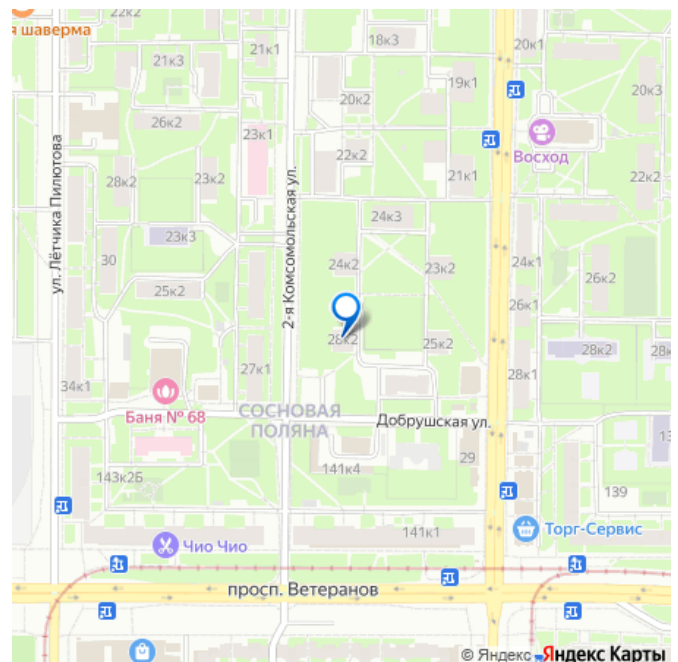 я шаверма
22к2
18к3
20к1
21к3
21к1
19к1
20к2
20к3
26к2
23к1
Восход
22к2
21к1
22к2
28к2
23к2
24к3
23к3
ул. Лётчика Пилютова
2-я Комсомольская ул.
30
24к2
23к2
24к1
26к2
25к2
26к1
28к2
25к2
28к2
28к
27к1
28к1
34к1
Баня № 68
СОСНОВАЯ
ПОЛЯНА
Добрушская ул.
13
143к2Б
141к4
29
139
Чио Чио
141к1
Торг-Сервис
просп. Ветеранов
© Яндекс Яндекс Карты